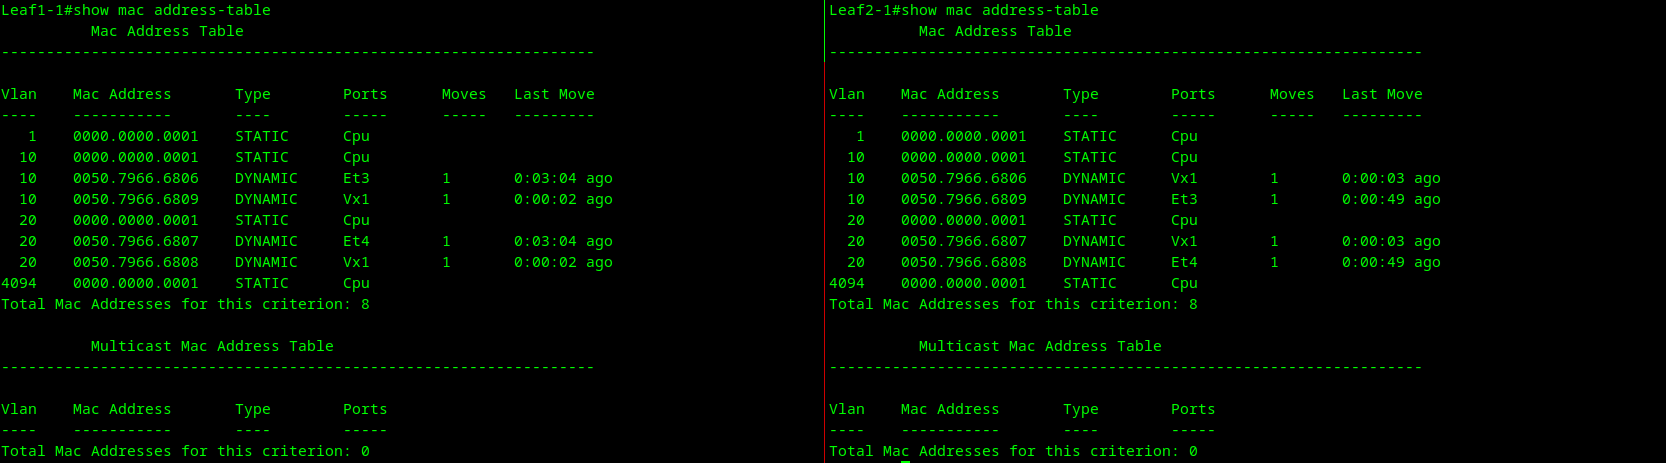 Leaf1-1#show mac address-table
          Mac Address Table
------------------------------------------------------------------

Vlan    Mac Address       Type        Ports      Moves   Last Move
----    -----------       ----        -----      -----   ---------
   1    0000.0000.0001    STATIC      Cpu
  10    0000.0000.0001    STATIC      Cpu
  10    0050.7966.6806    DYNAMIC     Et3        1       0:03:04 ago
  10    0050.7966.6809    DYNAMIC     Vx1        1       0:00:02 ago
  20    0000.0000.0001    STATIC      Cpu
  20    0050.7966.6807    DYNAMIC     Et4        1       0:03:04 ago
  20    0050.7966.6808    DYNAMIC     Vx1        1       0:00:02 ago
4094    0000.0000.0001    STATIC      Cpu
Total Mac Addresses for this criterion: 8

          Multicast Mac Address Table
------------------------------------------------------------------

Vlan    Mac Address       Type        Ports
----    -----------       ----        -----
Total Mac Addresses for this criterion: 0
Leaf2-1#show mac address-table
          Mac Address Table
------------------------------------------------------------------

Vlan    Mac Address       Type        Ports      Moves   Last Move
----    -----------       ----        -----      -----   ---------
   1    0000.0000.0001    STATIC      Cpu
  10    0000.0000.0001    STATIC      Cpu
  10    0050.7966.6806    DYNAMIC     Vx1        1       0:00:03 ago
  10    0050.7966.6809    DYNAMIC     Et3        1       0:00:49 ago
  20    0000.0000.0001    STATIC      Cpu
  20    0050.7966.6807    DYNAMIC     Vx1        1       0:00:03 ago
  20    0050.7966.6808    DYNAMIC     Et4        1       0:00:49 ago
4094    0000.0000.0001    STATIC      Cpu
Total Mac Addresses for this criterion: 8

          Multicast Mac Address Table
------------------------------------------------------------------

Vlan    Mac Address       Type        Ports
----    -----------       ----        -----
Total Mac Addresses for this criterion: 0